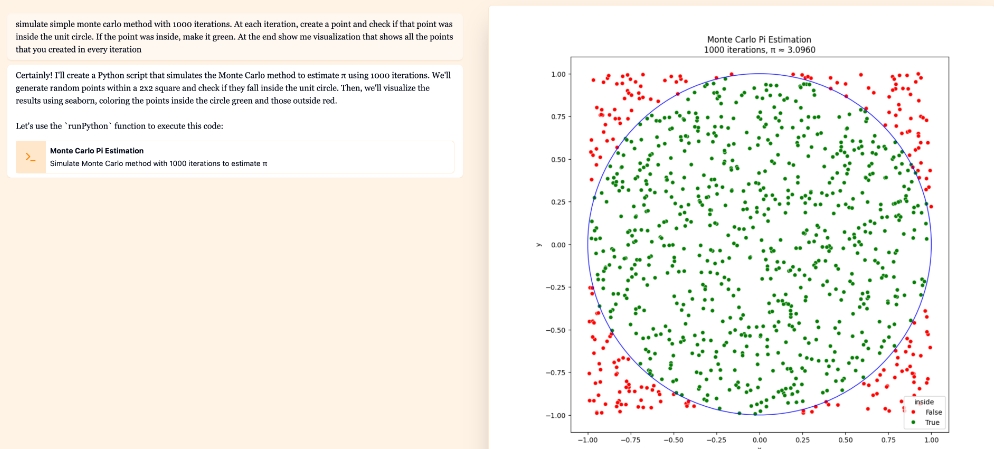 simulate simple monte carlo method with 1000 iterations. At each iteration, create a point and check if that point was
inside the unit circle. If the point was inside, make it green. At the end show me visualization that shows all the points
that you created in every iteration
Certainly! I'll create a Python script that simulates the Monte Carlo method to estimate π using 1000 iterations. We'll
generate random points within a 2x2 square and check if they fall inside the unit circle. Then, we'll visualize the
results using seaborn, coloring the points inside the circle green and those outside red.
Let's use the `runPython` function to execute this code:
>_
Monte Carlo Pi Estimation
Simulate Monte Carlo method with 1000 iterations to estimate π
Monte Carlo Pi Estimation
1000 iterations, π ≈ 3.0960
1.00
0.75
0.50
0.25
0.00
−0.25
−0.50
−0.75
−1.00
y
inside
False
True
−1.00 −0.75 −0.50 −0.25 0.00 0.25 0.50 0.75 1.00